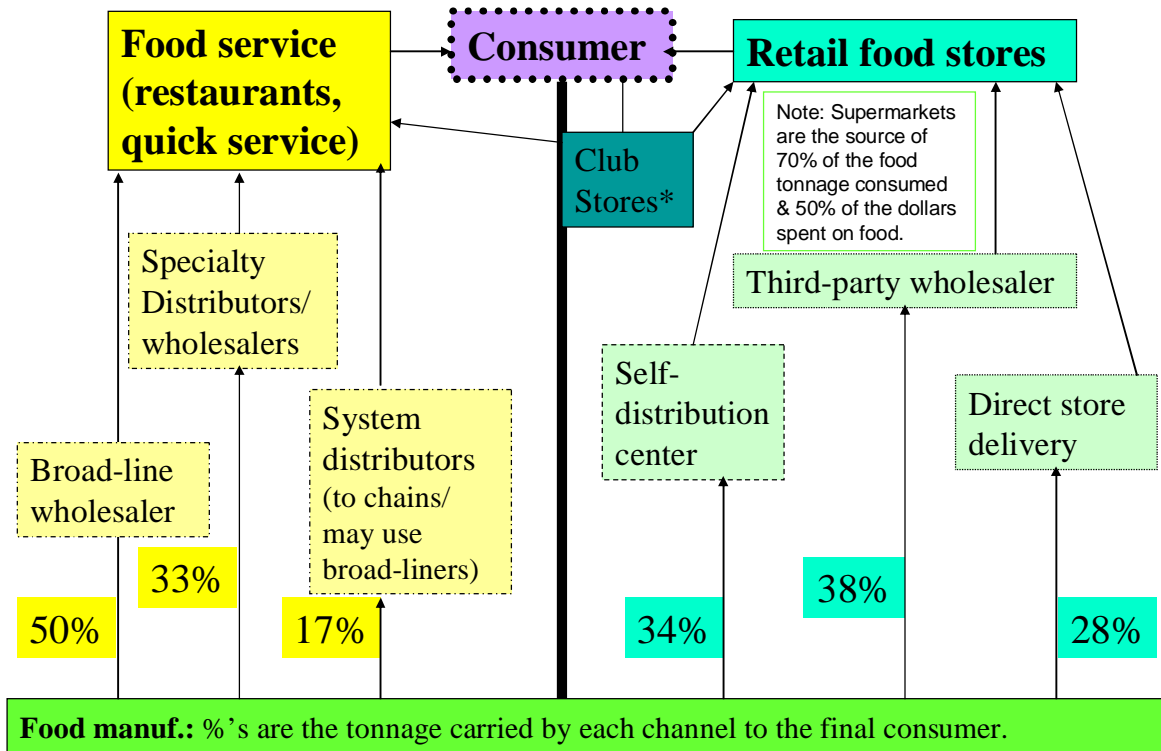 Food service
(restaurants,
quick service)
Consumer
Retail food stores
Club
Stores*
Note: Supermarkets
are the source of
70% of the food
tonnage consumed
& 50% of the dollars
spent on food.
Specialty
Distributors/
wholesalers
Third-party wholesaler
Broad-line
wholesaler
System
distributors
(to chains/
may use
broad-liners)
Self-
distribution
center
Direct store
delivery
50%
33%
17%
34%
38%
28%
Food manuf.: %’s are the tonnage carried by each channel to the final consumer.